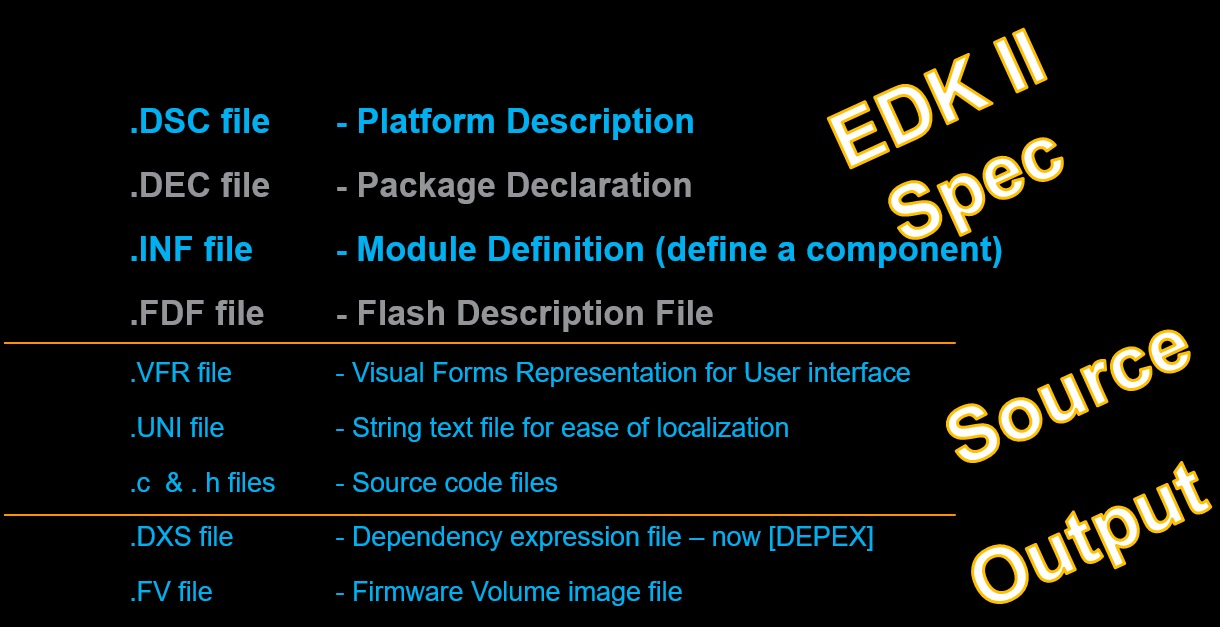 .DSC file - Platform Description
.DEC file - Package Declaration
.INF file - Module Definition (define a component)
.FDF file - Flash Description File
EDK II
Spec
.VFR file - Visual Forms Representation for User interface
.UNI file - String text file for ease of localization
.c & . h files - Source code files
Source
.DXS file - Dependency expression file – now [DEPEX]
.FV file - Firmware Volume image file
Output